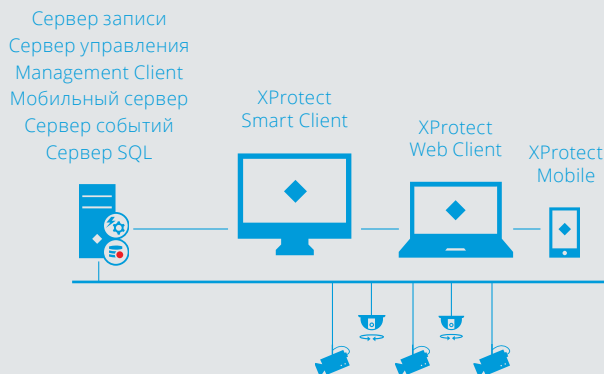 Сервер записи
Сервер управления
Management Client
Мобильный сервер
Сервер событий
Сервер SQL
XProtect
Smart Client
XProtect
Web Client
XProtect
Mobile